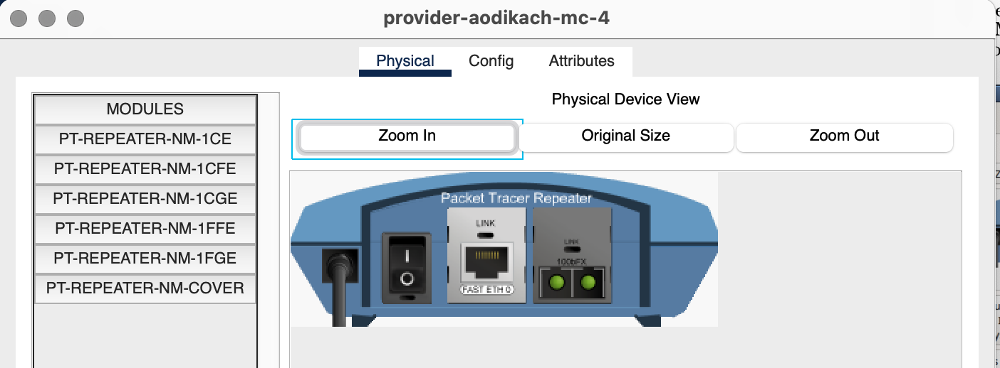 provider-aodikach-mc-4
Physical
Config
Attributes
MODULES
PT-REPEATER-NM-1CE
PT-REPEATER-NM-1CFE
PT-REPEATER-NM-1CGE
PT-REPEATER-NM-1FFE
PT-REPEATER-NM-1FGE
PT-REPEATER-NM-COVER
Physical Device View
Zoom In
Original Size
Zoom Out
Packet Tracer Repeater
LINK
FAST ETH 0
LINK
100bFX